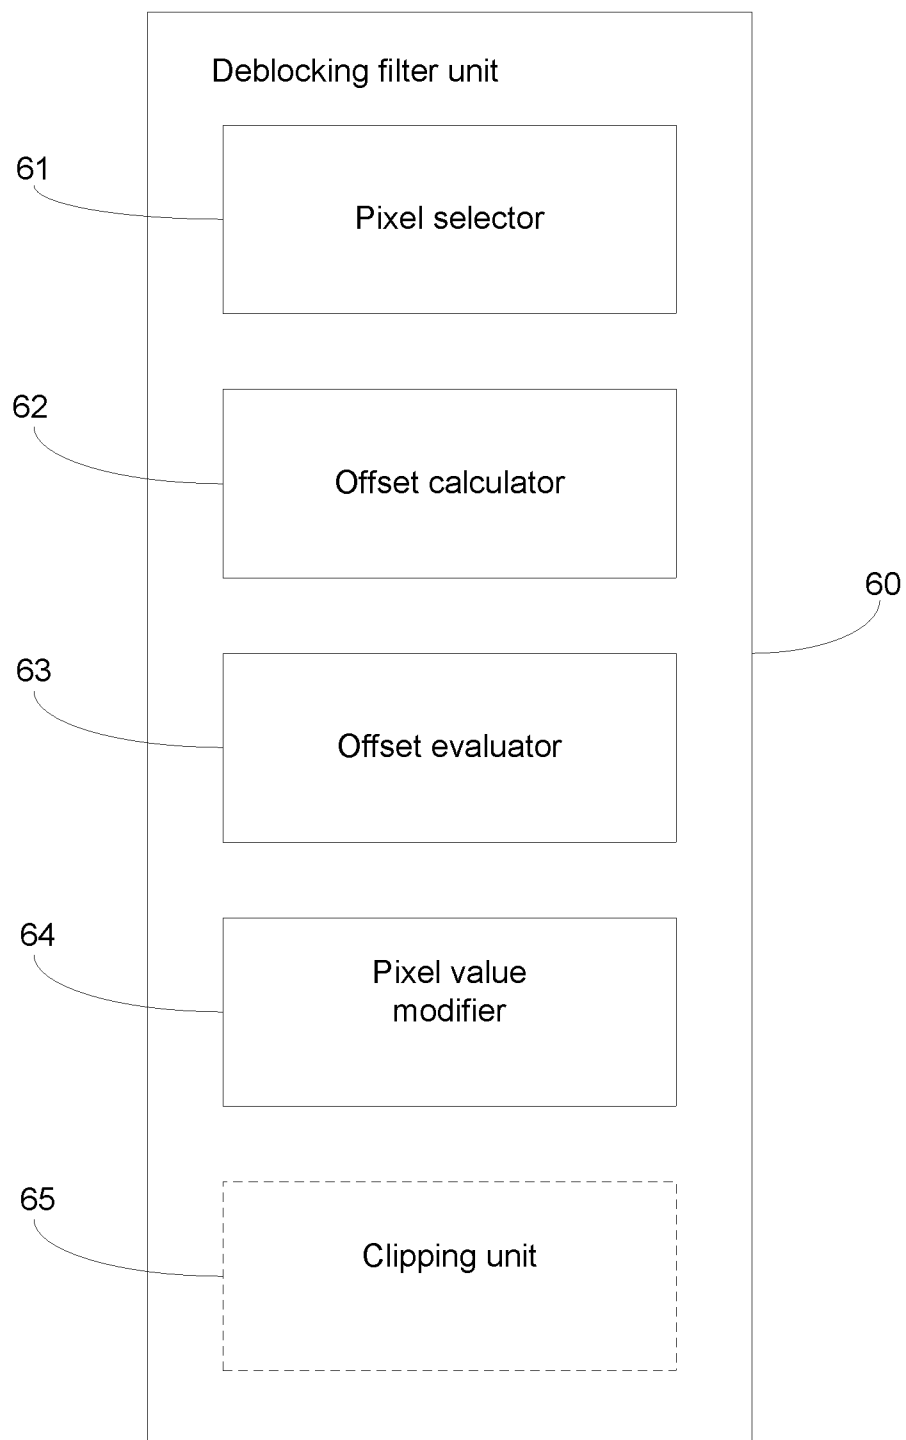 Deblocking filter unit
61
Pixel selector
62
Offset calculator
60
63
Offset evaluator
64
Pixel value
modifier
65
Clipping unit